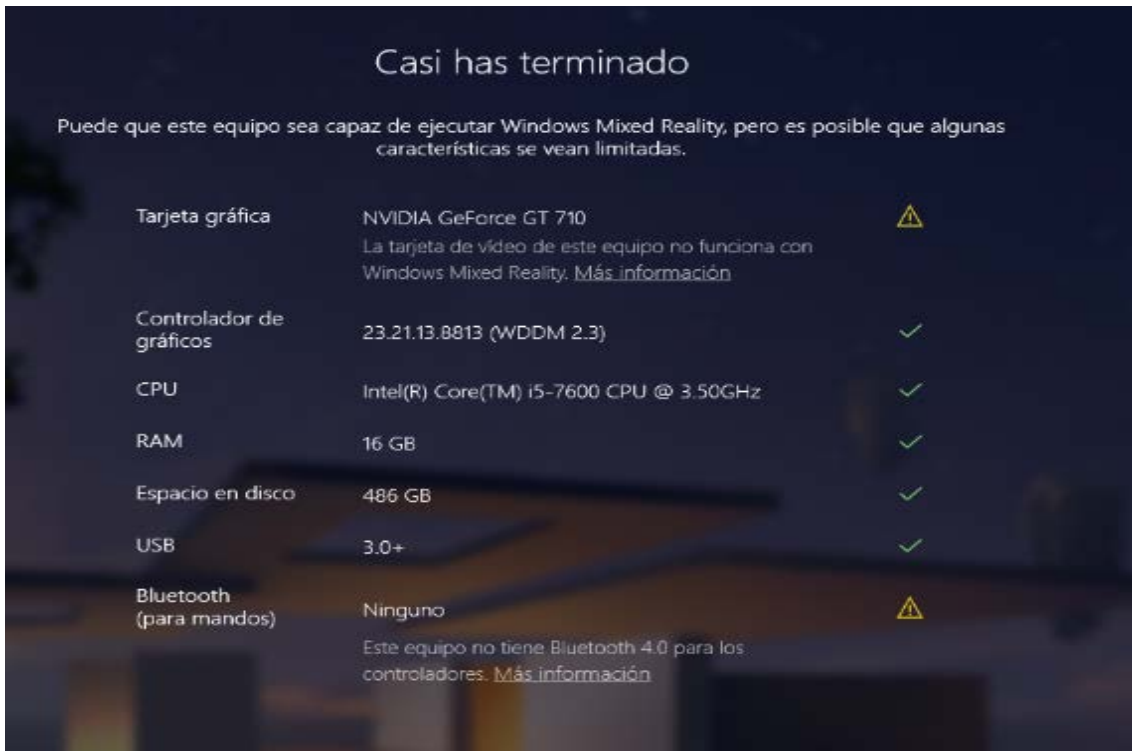 Casi has terminado
Puede que este equipo sea capaz de ejecutar Windows Mixed Reality, pero es posible que algunas
características se vean limitadas.
Tarjeta gráfica
NVIDIA GeForce GT 710
La tarjeta de vídeo de este equipo no funciona con
Windows Mixed Reality. Más información
Controlador de
gráficos
23.21.13.8813 (WDDM 2.3)
CPU
Intel(R) Core(TM) i5-7600 CPU @ 3.50GHz
RAM
16 GB
Espacio en disco
486 GB
USB
3.0+
Bluetooth
(para mandos)
Ninguno
Este equipo no tiene Bluetooth 4.0 para los
controladores. Más información